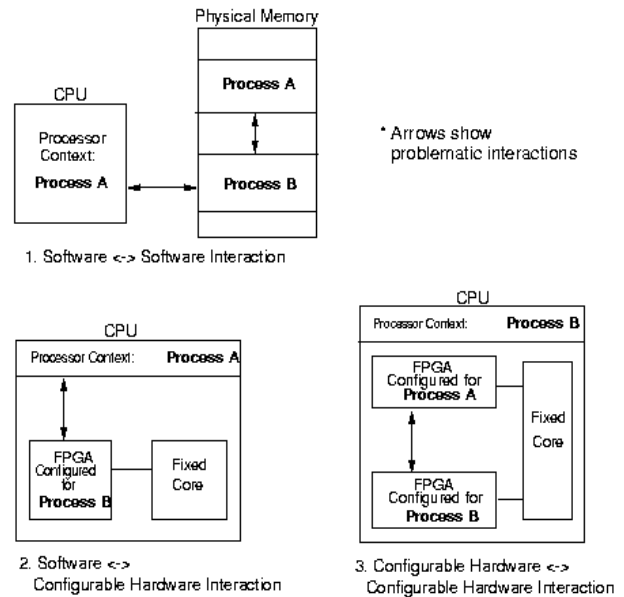 Physical Memory
Process A
CPU
Processor
Context:
Process A
Process B
* Arrows show
problematic interactions
1. Software <-> Software Interaction
CPU
Processor Context: Process A
FPGA
Configured
for
Process B
Fixed
Core
2. Software <->
Configurable Hardware Interaction
CPU
Processor Context: Process B
FPGA
Configured for
Process A
Fixed
Core
FPGA
Configured for
Process B
3. Configurable Hardware <->
Configurable Hardware Interaction